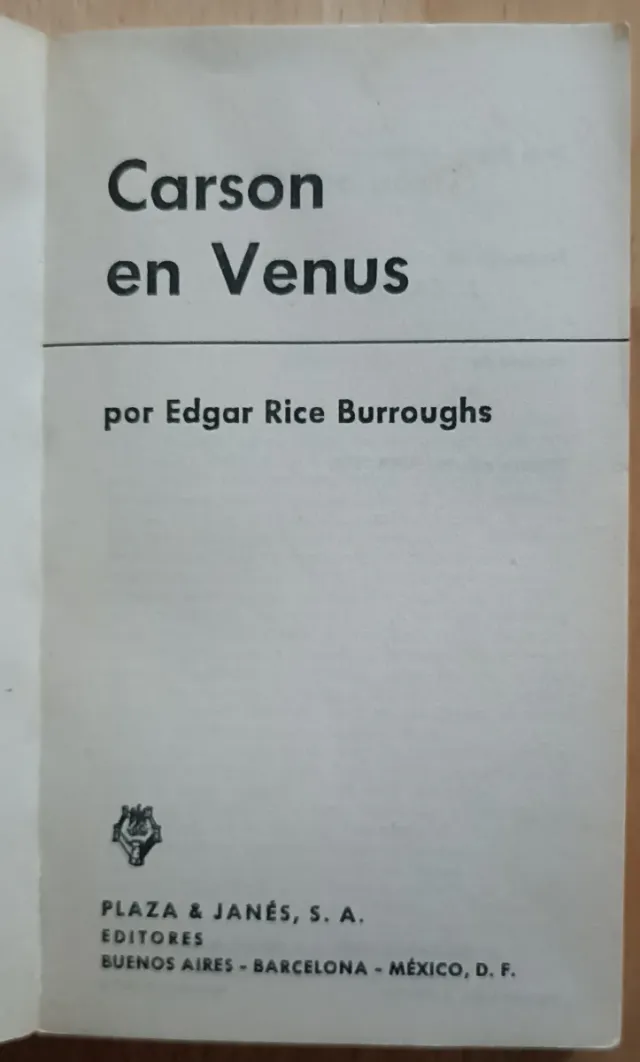 Carson
en Venus
por Edgar Rice Burroughs
PLAZA & JANÉS, S. A.
EDITORES
BUENOS AIRES - BARCELONA - MÉXICO, D. F.